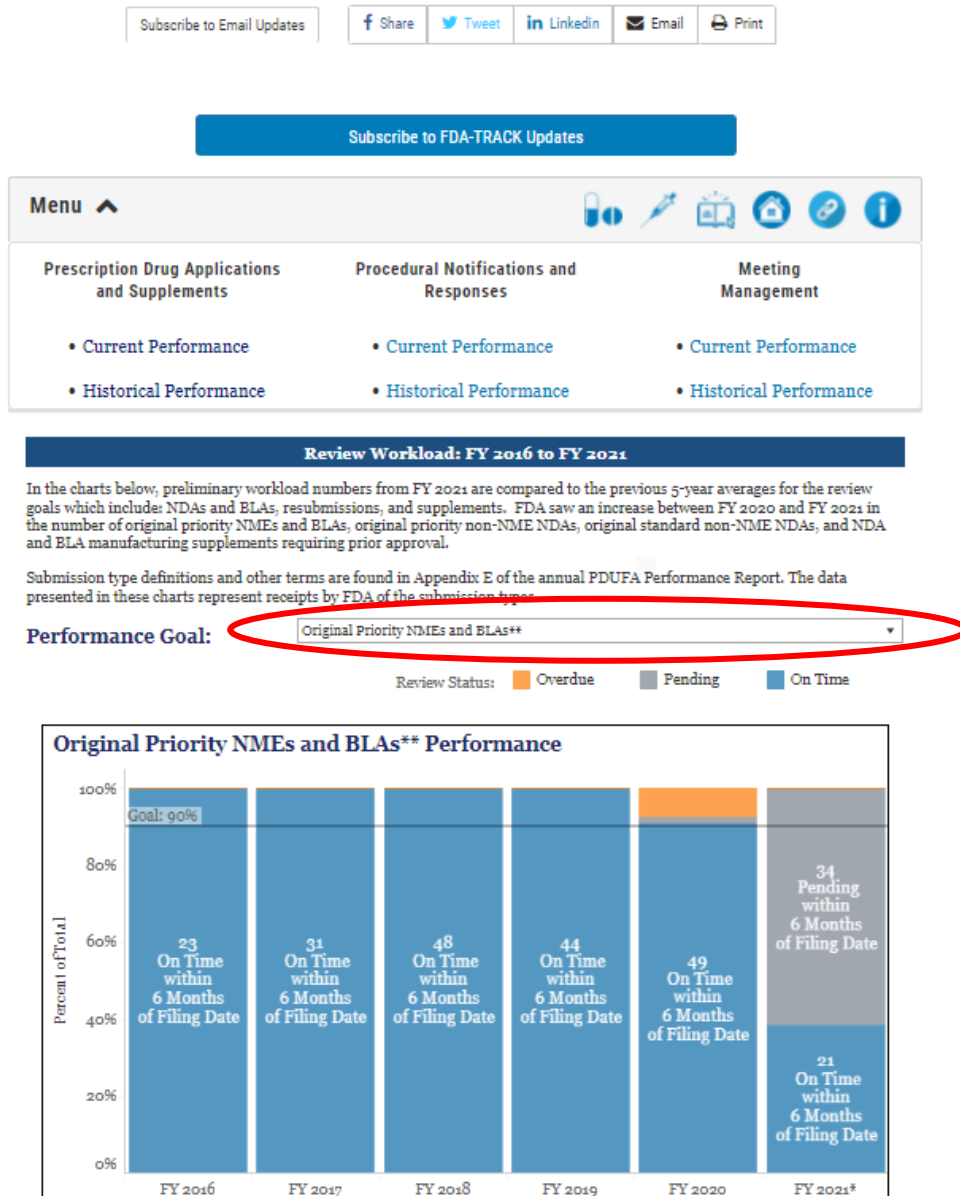 Subscribe to Email Updates
Share
Tweet
in Linkedin
Email
Print
Subscribe to FDA-TRACK Updates
Menu
Prescription Drug Applications
and Supplements
• Current Performance
• Historical Performance
Procedural Notifications and
Responses
• Current Performance
• Historical Performance
Meeting
Management
• Current Performance
• Historical Performance
Review Workload: FY 2016 to FY 2021
In the charts below, preliminary workload numbers from FY 2021 are compared to the previous 5-year averages for the review
goals which include: NDAs and BLAs, resubmissions, and supplements. FDA saw an increase between FY 2020 and FY 2021 in
the number of original priority NMEs and BLAs, original priority non-NME NDAs, original standard non-NME NDAs, and NDA
and BLA manufacturing supplements requiring prior approval.
Submission type definitions and other terms are found in Appendix E of the annual PDUFA Performance Report. The data
presented in these charts represent receipts by FDA of the submission types.
Performance Goal:
Original Priority NMEs and BLAs**
Review Status:
Overdue
Pending
On Time
Original Priority NMEs and BLAs** Performance
Percent of Total
100%
80%
60%
40%
20%
0%
Goal: 90%
23
On Time
within
6 Months
of Filing Date
31
On Time
within
6 Months
of Filing Date
48
On Time
within
6 Months
of Filing Date
44
On Time
within
6 Months
of Filing Date
49
On Time
within
6 Months
of Filing Date
34
Pending
within
6 Months
of Filing Date
21
On Time
within
6 Months
of Filing Date
FY 2016
FY 2017
FY 2018
FY 2019
FY 2020
FY 2021*